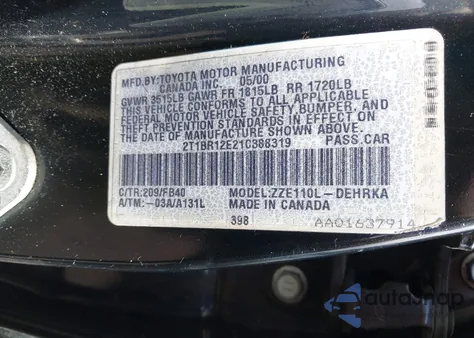 MFD.BY:TOYOTA MOTOR MANUFACTURING
CANADA INC. 05/00
GVWR 3515LB GAWR FR 1815LB RR 1720LB
THIS VEHICLE CONFORMS TO ALL APPLICABLE
FEDERAL MOTOR VEHICLE SAFETY, BUMPER, AND
THEFT PREVENTION STANDARDS IN EFFECT ON
THE DATE OF MANUFACTURE SHOWN ABOVE.
2T1BR12E21C388319 PASS.CAR
C/TR:209/FB40 MODEL:ZZE110L-DEHRKA
A/TM:-03A/A131L MADE IN CANADA
398 AA01637914
autosnap